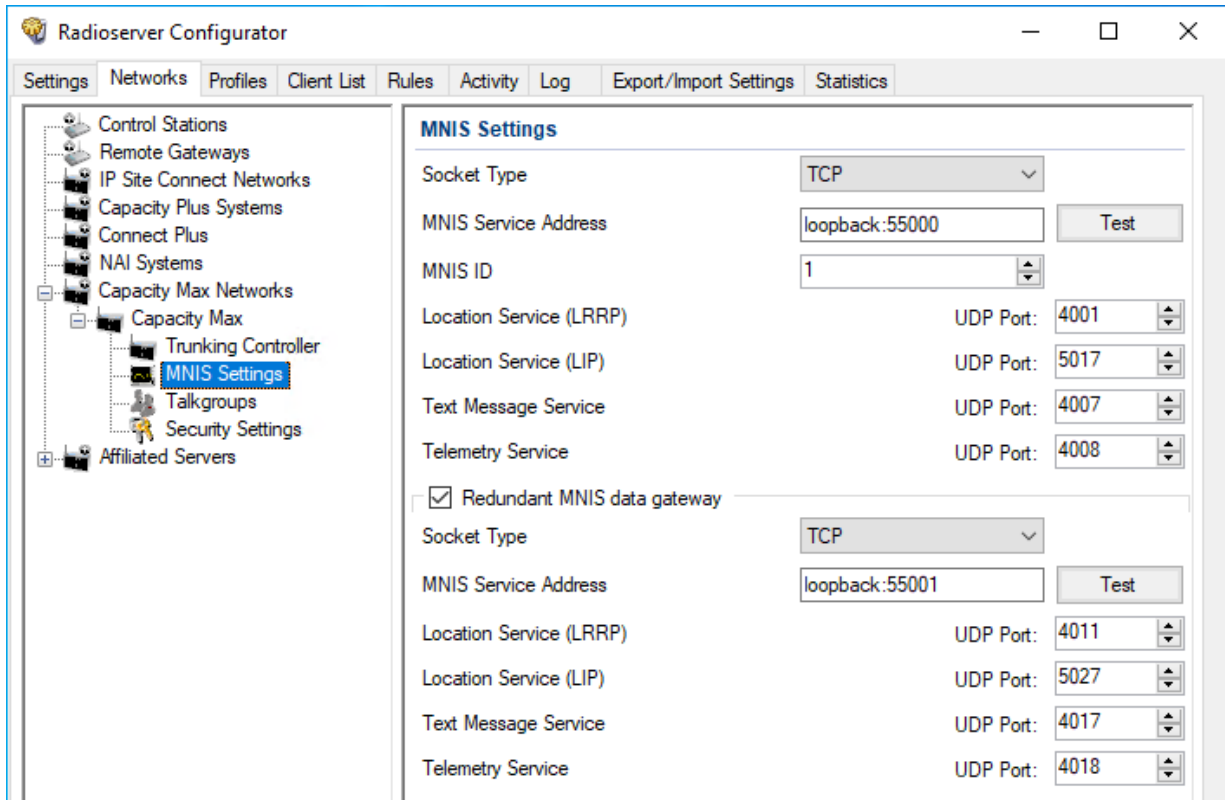 Radioserver Configurator
Settings Networks Profiles Client List Rules Activity Log Export/Import Settings Statistics
Control Stations
Remote Gateways
IP Site Connect Networks
Capacity Plus Systems
Connect Plus
NAI Systems
Capacity Max Networks
Capacity Max
Trunking Controller
MNIS Settings
Talkgroups
Security Settings
Affiliated Servers
MNIS Settings
Socket Type TCP
MNIS Service Address loopback:55000 Test
MNIS ID 1
Location Service (LRRP) UDP Port: 4001
Location Service (LIP) UDP Port: 5017
Text Message Service UDP Port: 4007
Telemetry Service UDP Port: 4008
Redundant MNIS data gateway
Socket Type TCP
MNIS Service Address loopback:55001 Test
Location Service (LRRP) UDP Port: 4011
Location Service (LIP) UDP Port: 5027
Text Message Service UDP Port: 4017
Telemetry Service UDP Port: 4018